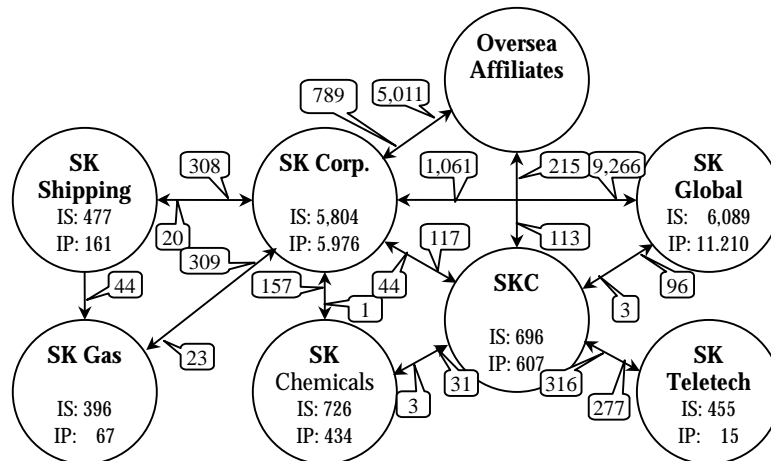 Oversea
Affiliates
789
5,011
SK
Shipping
IS: 477
IP: 161
308
20
SK Corp.
IS: 5,804
IP: 5.976
1,061
215
9,266
SK
Global
IS: 6,089
IP: 11.210
309
117
113
44
157
44
1
SKC
IS: 696
IP: 607
3
96
SK Gas
IS: 396
IP: 67
23
SK
Chemicals
IS: 726
IP: 434
3
31
316
277
SK
Teletech
IS: 455
IP: 15